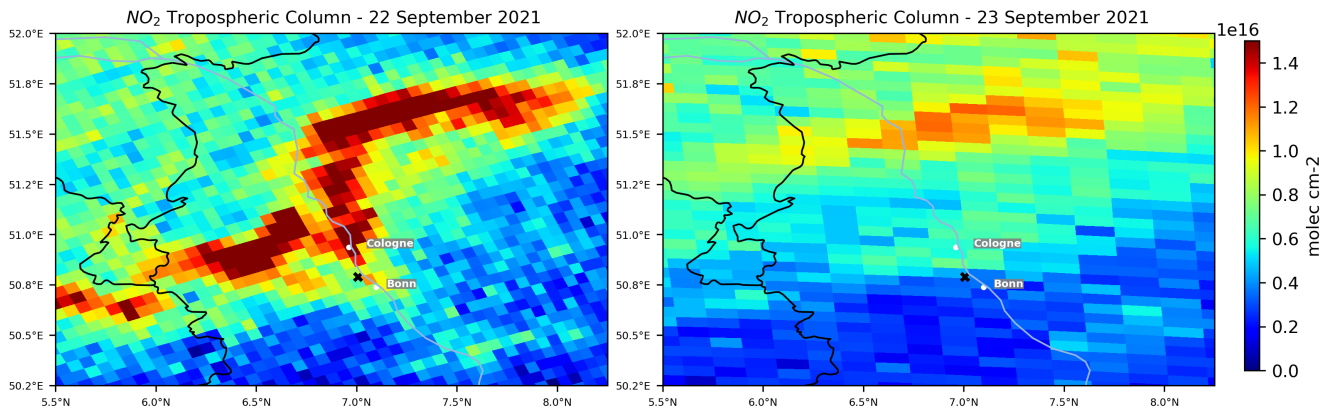 NO2 Tropospheric Column - 22 September 2021
52.0°E
51.8°E
51.5°E
51.2°E
51.0°E
50.8°E
50.5°E
50.2°E
5.5°N
6.0°N
6.5°N
7.0°N
7.5°N
8.0°N
Cologne
Bonn
NO2 Tropospheric Column - 23 September 2021
52.0°E
51.8°E
51.5°E
51.2°E
51.0°E
50.8°E
50.5°E
50.2°E
5.5°N
6.0°N
6.5°N
7.0°N
7.5°N
8.0°N
Cologne
Bonn
1e16
1.4
1.2
1.0
0.8
0.6
0.4
0.2
0.0
molec cm-2